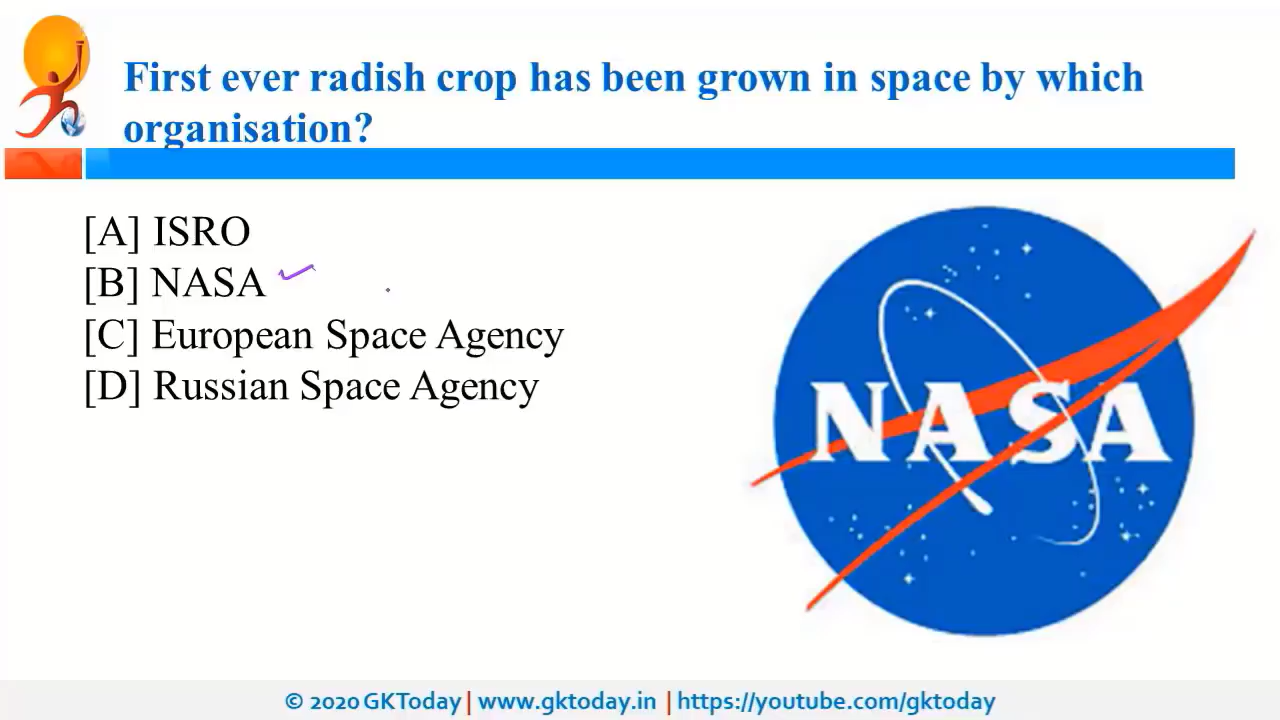 First ever radish crop has been grown in space by which
organisation?
[A] ISRO
[B] NASA
[C] European Space Agency
[D] Russian Space Agency
NASA
© 2020 GKToday | www.gktoday.in | https://youtube.com/gktoday